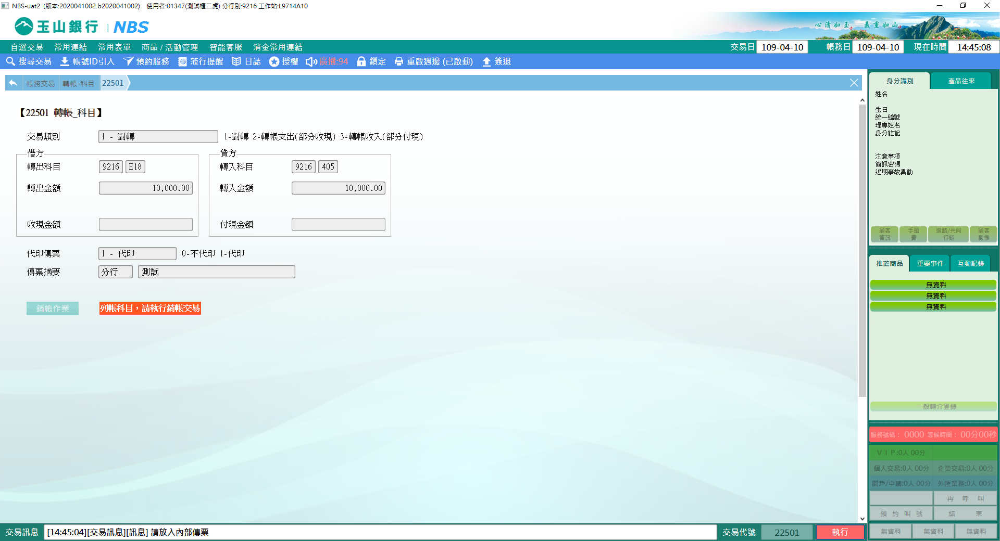 NBS-uat2 (版本:2020041002.b2020041002) 使用者:01347(測試櫃二虎) 分行別:9216 工作站:L9714A10
玉山銀行 | NBS
心清如玉。 義重如山。
自選交易 常用連結 常用表單 商品 / 活動管理 智能客服 消金常用連結 交易日 109-04-10 帳務日 109-04-10 現在時間 14:45:08
搜尋交易 帳號ID引入 預約服務 蒞行提醒 日誌 授權 廣播:94 鎖定 重啟週邊 (已啟動) 簽退
帳務交易 轉帳-科目 22501
【22501 轉帳_科目】
交易類別 1 - 對轉 1-對轉 2-轉帳支出(部分收現) 3-轉帳收入(部分付現)
借方 貸方
轉出科目 9216 H18 轉入科目 9216 405
轉出金額 10,000.00 轉入金額 10,000.00
收現金額 付現金額
代印傳票 1 - 代印 0-不代印 1-代印
傳票摘要 分行 測試
銷帳作業 列帳科目，請執行銷帳交易
身分識別 產品往來
姓名
生日
統一編號
理專姓名
身分註記
注意事項
簡訊密碼
近期事故異動
顧客資訊 手續費 通路/共同行銷 顧客影像
推薦商品 重要事件 互動記錄
無資料
無資料
無資料
一般轉介登錄
服務號碼： 0000 等候時間： 00分00秒
ＶＩＰ:0人 00分
個人交易:0人 00分 企業交易:0人 00分
開戶/申請:0人 00分 外匯業務:0人 00分
再 呼 叫
預 約 叫 號 結 束
無資料 無資料 無資料
交易訊息 [14:45:04][交易訊息][訊息] 請放入內部傳票 交易代號 22501 執行